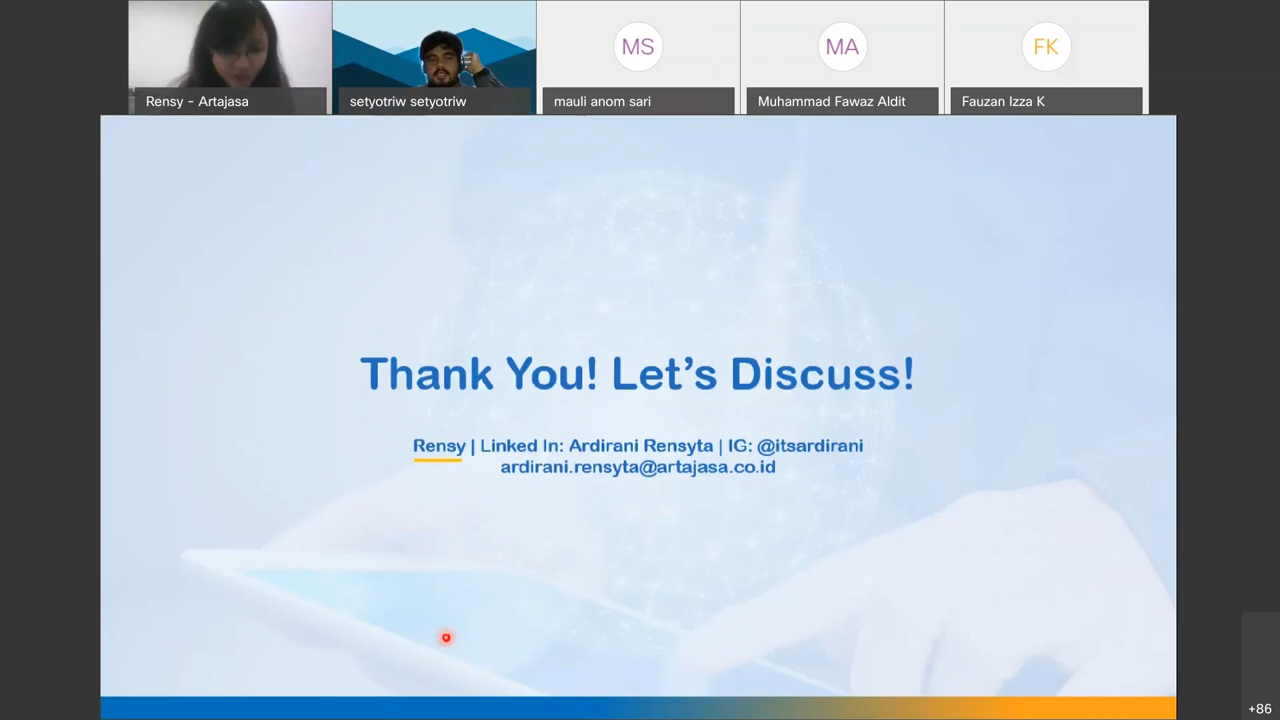 MS
MA
FK
Rensy - Artajasa
setyotriw setyotriw
mauli anom sari
Muhammad Fawaz Aldit
Fauzan Izza K
Thank You! Let’s Discuss!
Rensy | Linked In: Ardirani Rensyta | IG: @itsardirani
ardirani.rensyta@artajasa.co.id
+86